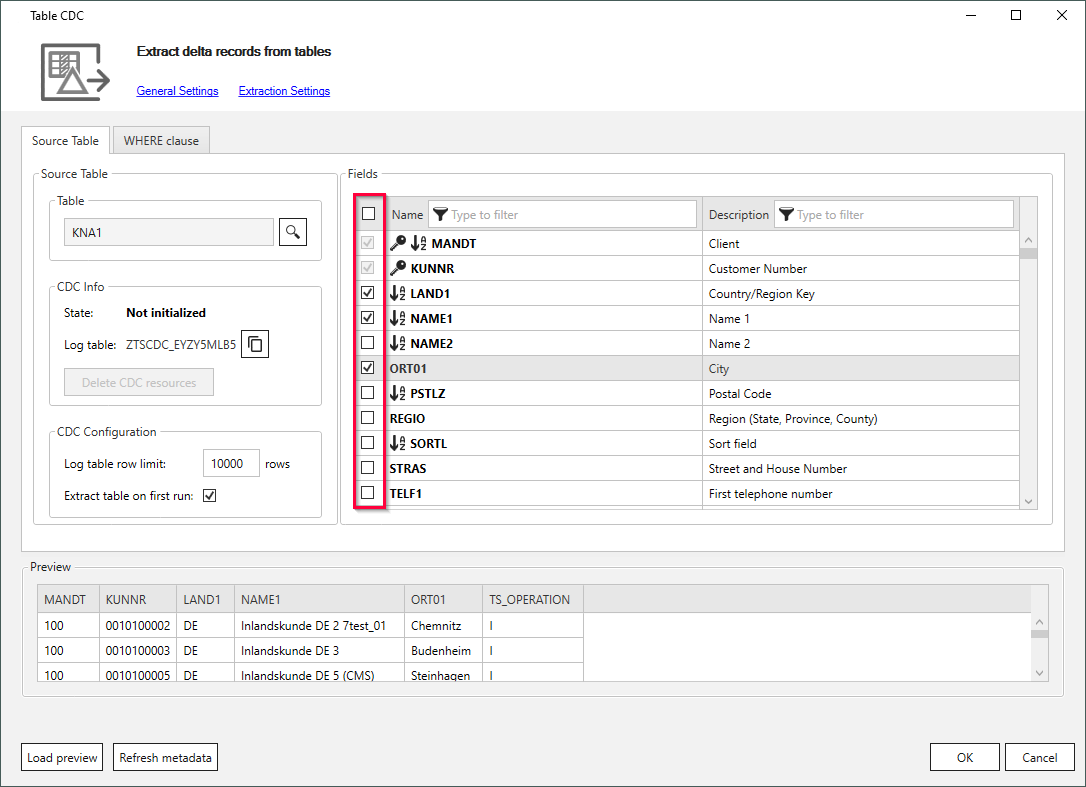 Table CDC
Extract delta records from tables
General Settings Extraction Settings
Source Table WHERE clause
Source Table
Table
KNA1
CDC Info
State: Not initialized
Log table: ZTSCDC_EYZY5MLB5
Delete CDC resources
CDC Configuration
Log table row limit: 10000 rows
Extract table on first run:
Fields
Name Type to filter Description Type to filter
MANDT Client
KUNNR Customer Number
LAND1 Country/Region Key
NAME1 Name 1
NAME2 Name 2
ORT01 City
PSTLZ Postal Code
REGIO Region (State, Province, County)
SORTL Sort field
STRAS Street and House Number
TELF1 First telephone number
Preview
MANDT KUNNR LAND1 NAME1 ORT01 TS_OPERATION
100 0010100002 DE Inlandskunde DE 2 7test_01 Chemnitz I
100 0010100003 DE Inlandskunde DE 3 Budenheim I
100 0010100005 DE Inlandskunde DE 5 (CMS) Steinhagen I
Load preview Refresh metadata OK Cancel